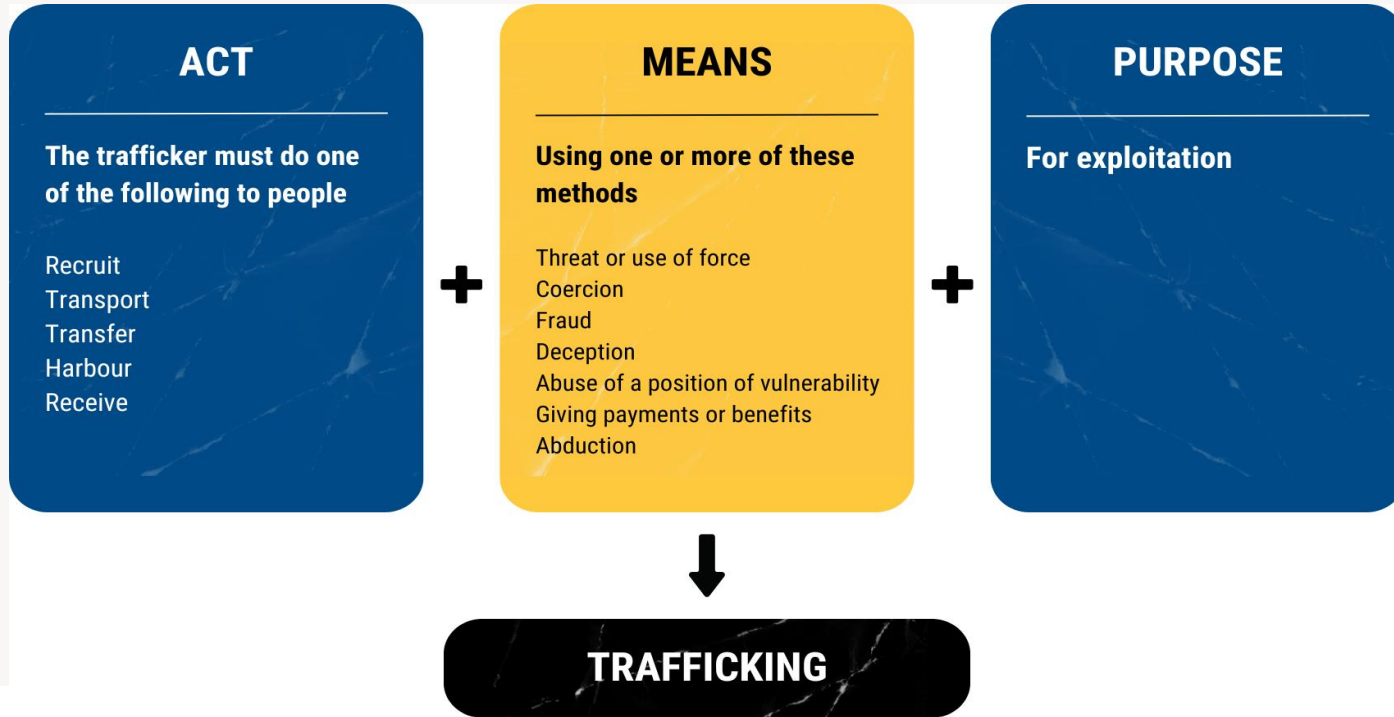 ACT
The trafficker must do one
of the following to people
Recruit
Transport
Transfer
Harbour
Receive
MEANS
Using one or more of these
methods
Threat or use of force
Coercion
Fraud
Deception
Abuse of a position of vulnerability
Giving payments or benefits
Abduction
PURPOSE
For exploitation
TRAFFICKING